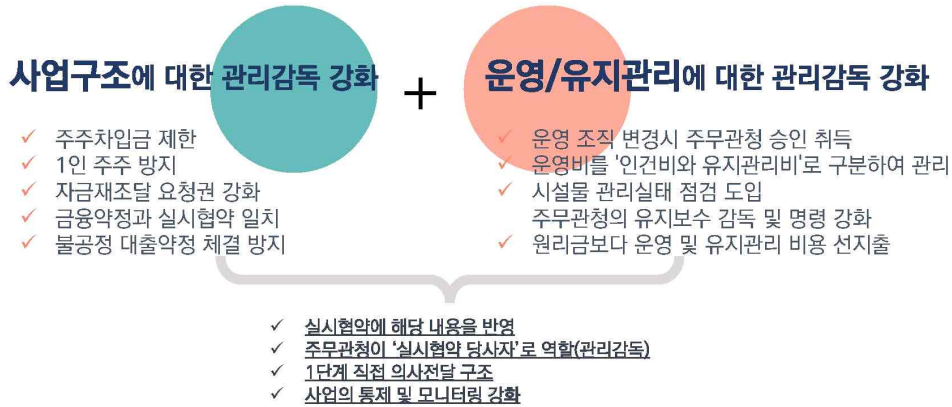 사업구조에 대한 관리감독 강화
+
운영/유지관리에 대한 관리감독 강화
✓ 주주차입금 제한
✓ 1인 주주 방지
✓ 자금재조달 요청권 강화
✓ 금융약정과 실시협약 일치
✓ 불공정 대출약정 체결 방지
✓ 운영 조직 변경시 주무관청 승인 취득
✓ 운영비를 '인건비와 유지관리비'로 구분하여 관리
✓ 시설물 관리실태 점검 도입
주무관청의 유지보수 감독 및 명령 강화
✓ 원리금보다 운영 및 유지관리 비용 선지출
✓ 실시협약에 해당 내용을 반영
✓ 주무관청이 ‘실시협약 당사자’로 역할(관리감독)
✓ 1단계 직접 의사전달 구조
✓ 사업의 통제 및 모니터링 강화